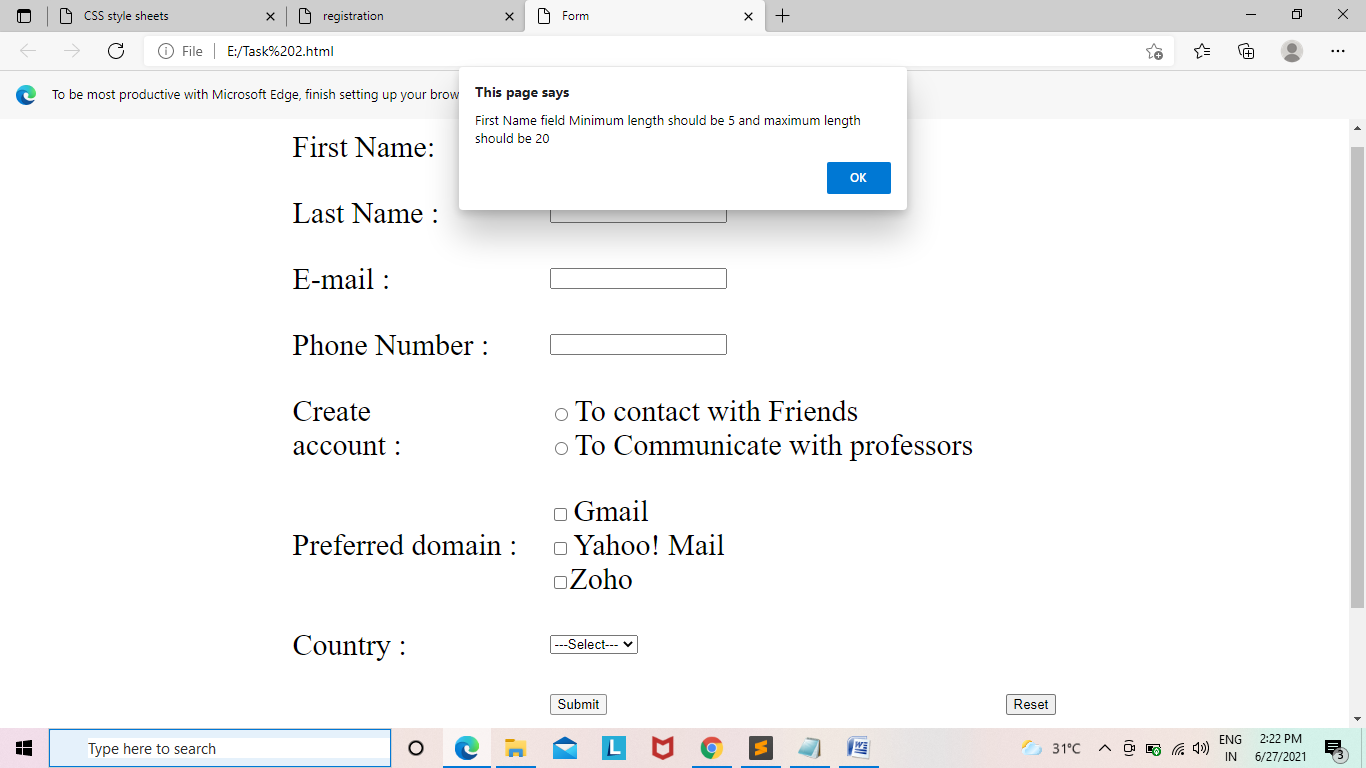 CSS style sheets
registration
Form
File
E:/Task%202.html
To be most productive with Microsoft Edge, finish setting up your brow
This page says
First Name field Minimum length should be 5 and maximum length
should be 20
OK
First Name:
Last Name :
E-mail :
Phone Number :
Create
account :
To contact with Friends
To Communicate with professors
Preferred domain :
Gmail
Yahoo! Mail
Zoho
Country :
---Select---
Submit
Reset
Type here to search
L
W
31°C
ENG
IN
2:22 PM
6/27/2021
3